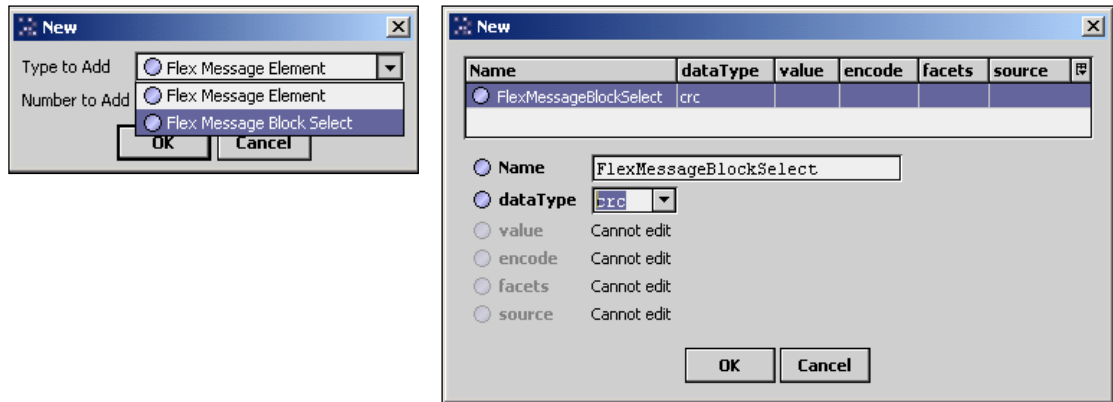 New
Type to Add Flex Message Element
Number to Add Flex Message Element
Flex Message Block Select
OK Cancel
New
Name dataType value encode facets source
FlexMessageBlockSelect crc
Name FlexMessageBlockSelect
dataType crc
value Cannot edit
encode Cannot edit
facets Cannot edit
source Cannot edit
OK Cancel